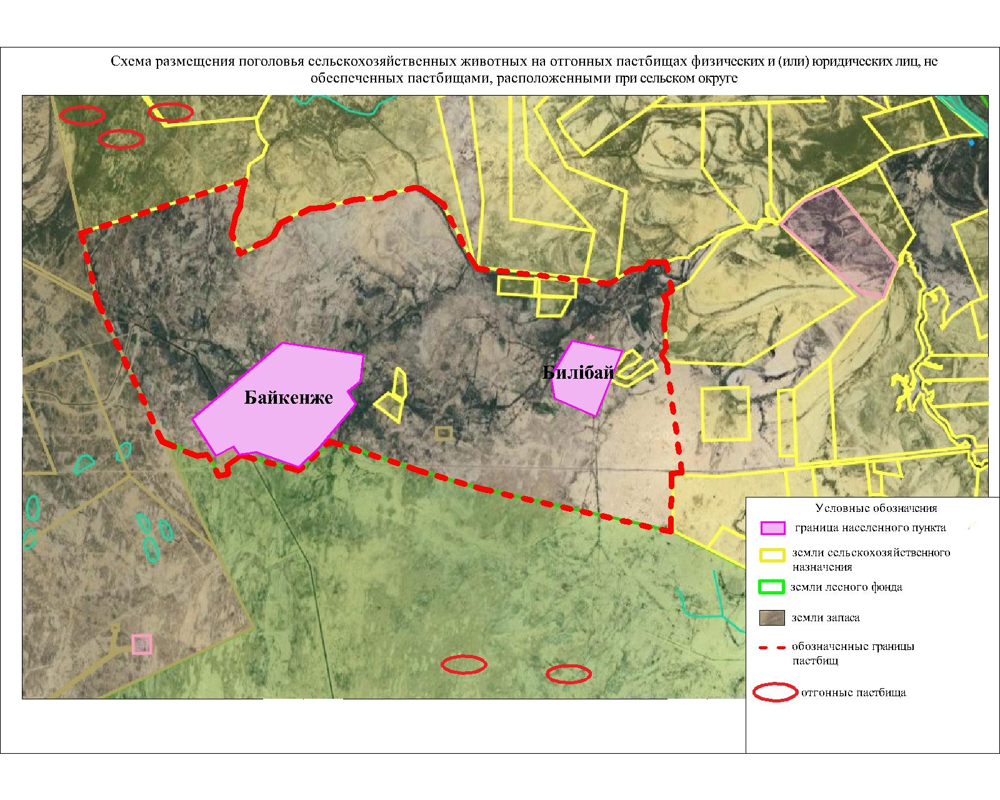 Схема размещения поголовья сельскохозяйственных животных на отгонных пастбищах физических и (или) юридических лиц, не
обеспеченных пастбищами, расположенными при сельском округе
Билібай
Байкенже
Условные обозначения
граница населенного пункта
земли сельскохозяйственного
назначения
земли лесного фонда
земли запаса
обозначенные границы
пастбищ
отгонные пастбища